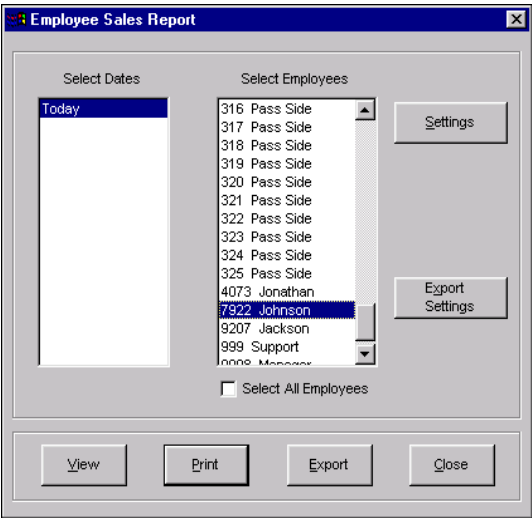 Employee Sales Report
Select Dates
Today
Select Employees
316 Pass Side
317 Pass Side
318 Pass Side
319 Pass Side
320 Pass Side
321 Pass Side
322 Pass Side
323 Pass Side
324 Pass Side
325 Pass Side
4073 Jonathan
7922 Johnson
9207 Jackson
999 Support
Manager
Select All Employees
Settings
Export
Settings
View
Print
Export
Close